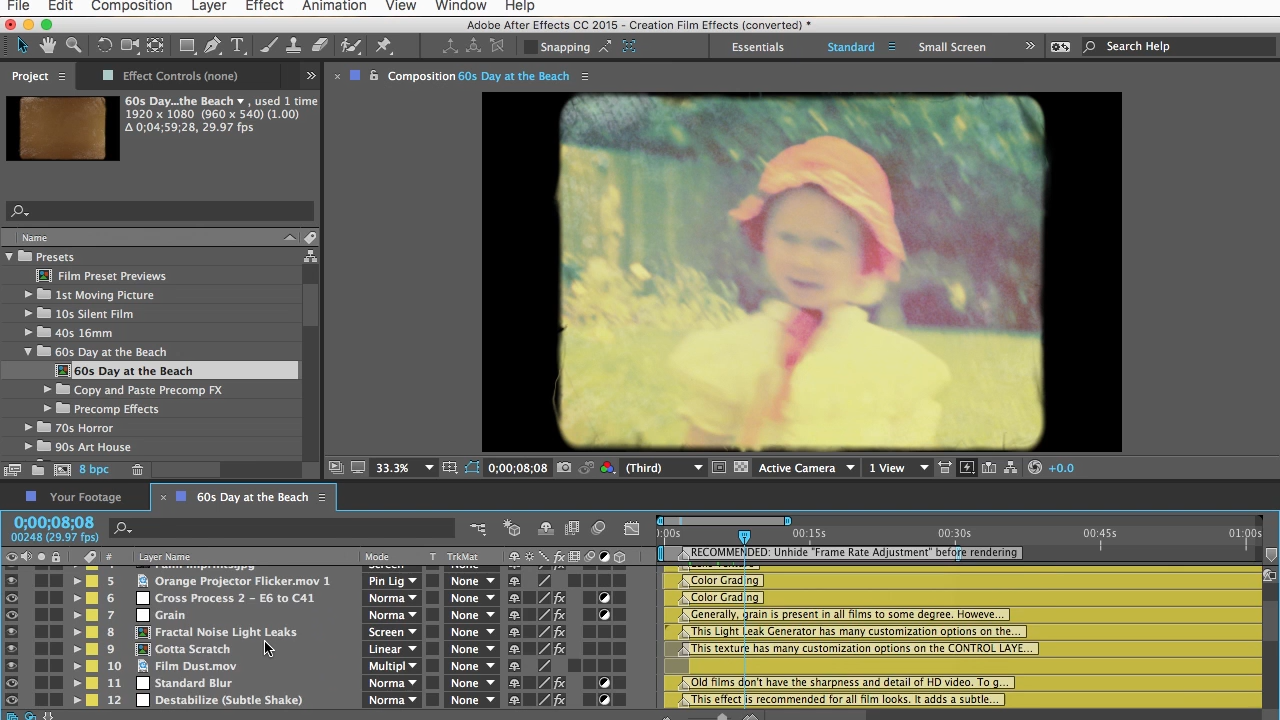 File Edit Composition Layer Effect Animation View Window Help
Adobe After Effects CC 2015 - Creation Film Effects (converted) *
Snapping Essentials Standard Small Screen Search Help
Project Effect Controls (none) Composition 60s Day at the Beach
60s Day...the Beach , used 1 time
1920 x 1080 (960 x 540) (1.00)
Δ 0;04;59;28, 29.97 fps
Name
Presets
Film Preset Previews
1st Moving Picture
10s Silent Film
40s 16mm
60s Day at the Beach
60s Day at the Beach
Copy and Paste Precomp FX
Precomp Effects
70s Horror
90s Art House
8 bpc
33.3% 0;00;08;08 (Third) Active Camera 1 View +0.0
Your Footage 60s Day at the Beach
0;00;08;08
00248 (29.97 fps)
0:00s 00:15s 00:30s 00:45s 01:00s
# Layer Name Mode T TrkMat RECOMMENDED: Unhide "Frame Rate Adjustment" before rendering
5 Orange Projector Flicker.mov 1 Pin Lig None Color Grading
6 Cross Process 2 - E6 to C41 Norma None Color Grading
7 Grain Norma None Generally, grain is present in all films to some degree. Howeve...
8 Fractal Noise Light Leaks Screen None This Light Leak Generator has many customization options on the...
9 Gotta Scratch Linear None This texture has many customization options on the CONTROL LAYE...
10 Film Dust.mov Multipl None
11 Standard Blur Norma None Old films don't have the sharpness and detail of HD video. To g...
12 Destabilize (Subtle Shake) Norma None This effect is recommended for all film looks. It adds a subtle...